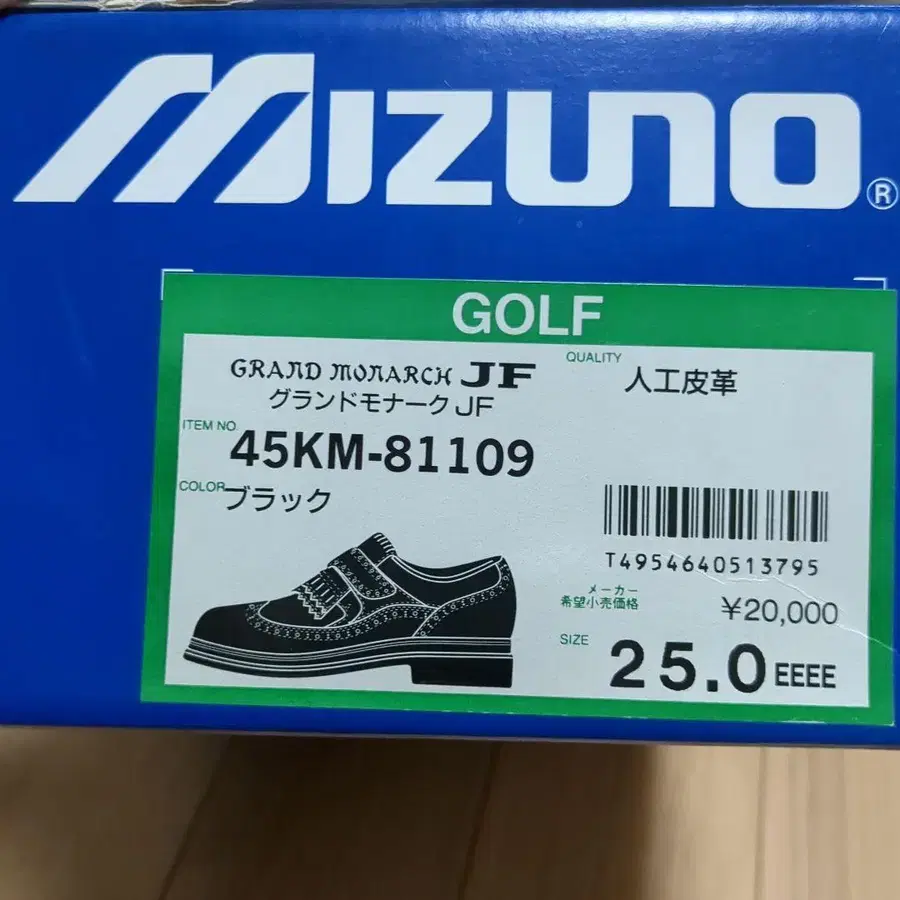 MIZUNO®
GOLF
GRAND MONARCH JF
グランドモナークJF
QUALITY
人工皮革
ITEM NO.
45KM-81109
COLOR
ブラック
T4954640513795
メーカー
希望小売価格
¥20,000
SIZE
25.0 EEEE